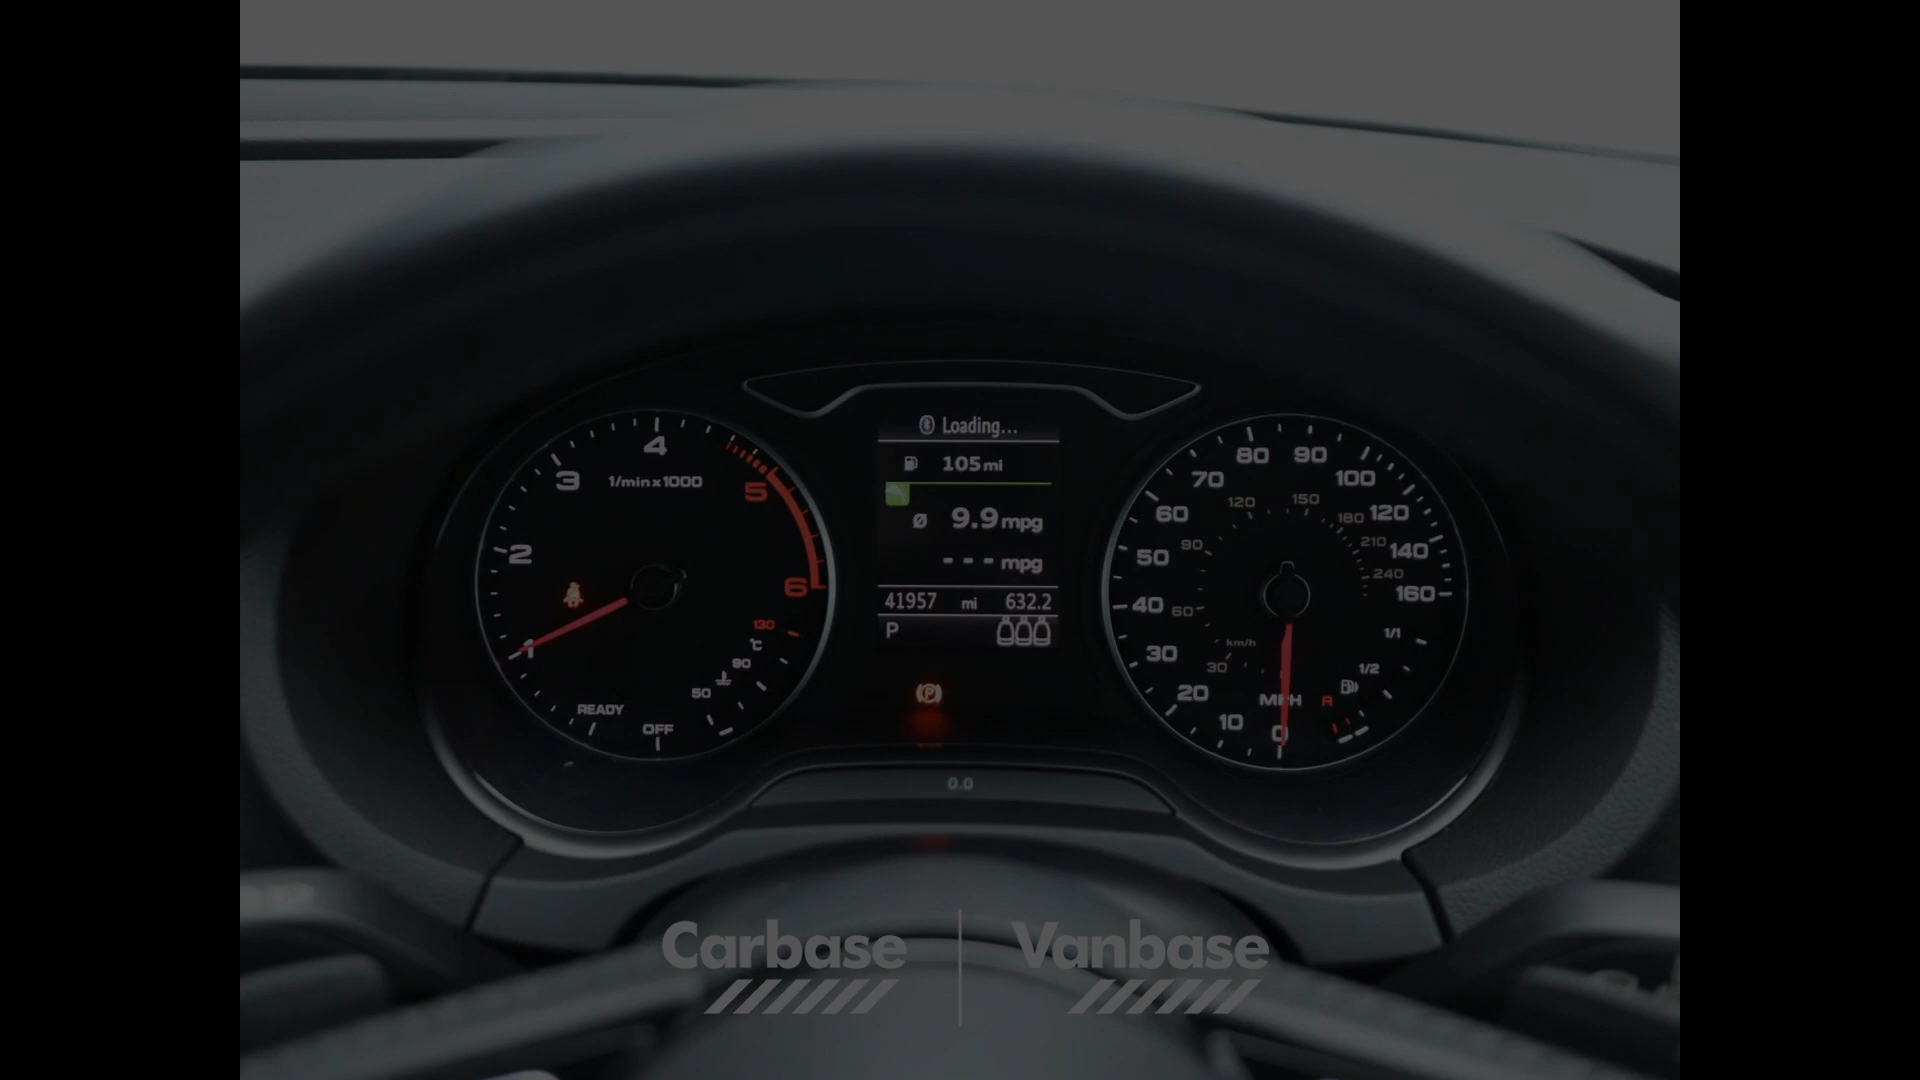 Loading...
105 mi
Ø 9.9 mpg
- - - mpg
41957 mi 632.2
P
1/min x 1000
1
2
3
4
5
6
READY
OFF
50
90
130
°C
MPH
0
10
20
30
40
50
60
70
80
90
100
120
140
160
km/h
30
60
90
120
150
180
210
240
R
1/2
1/1
(P)
0.0
Carbase | Vanbase